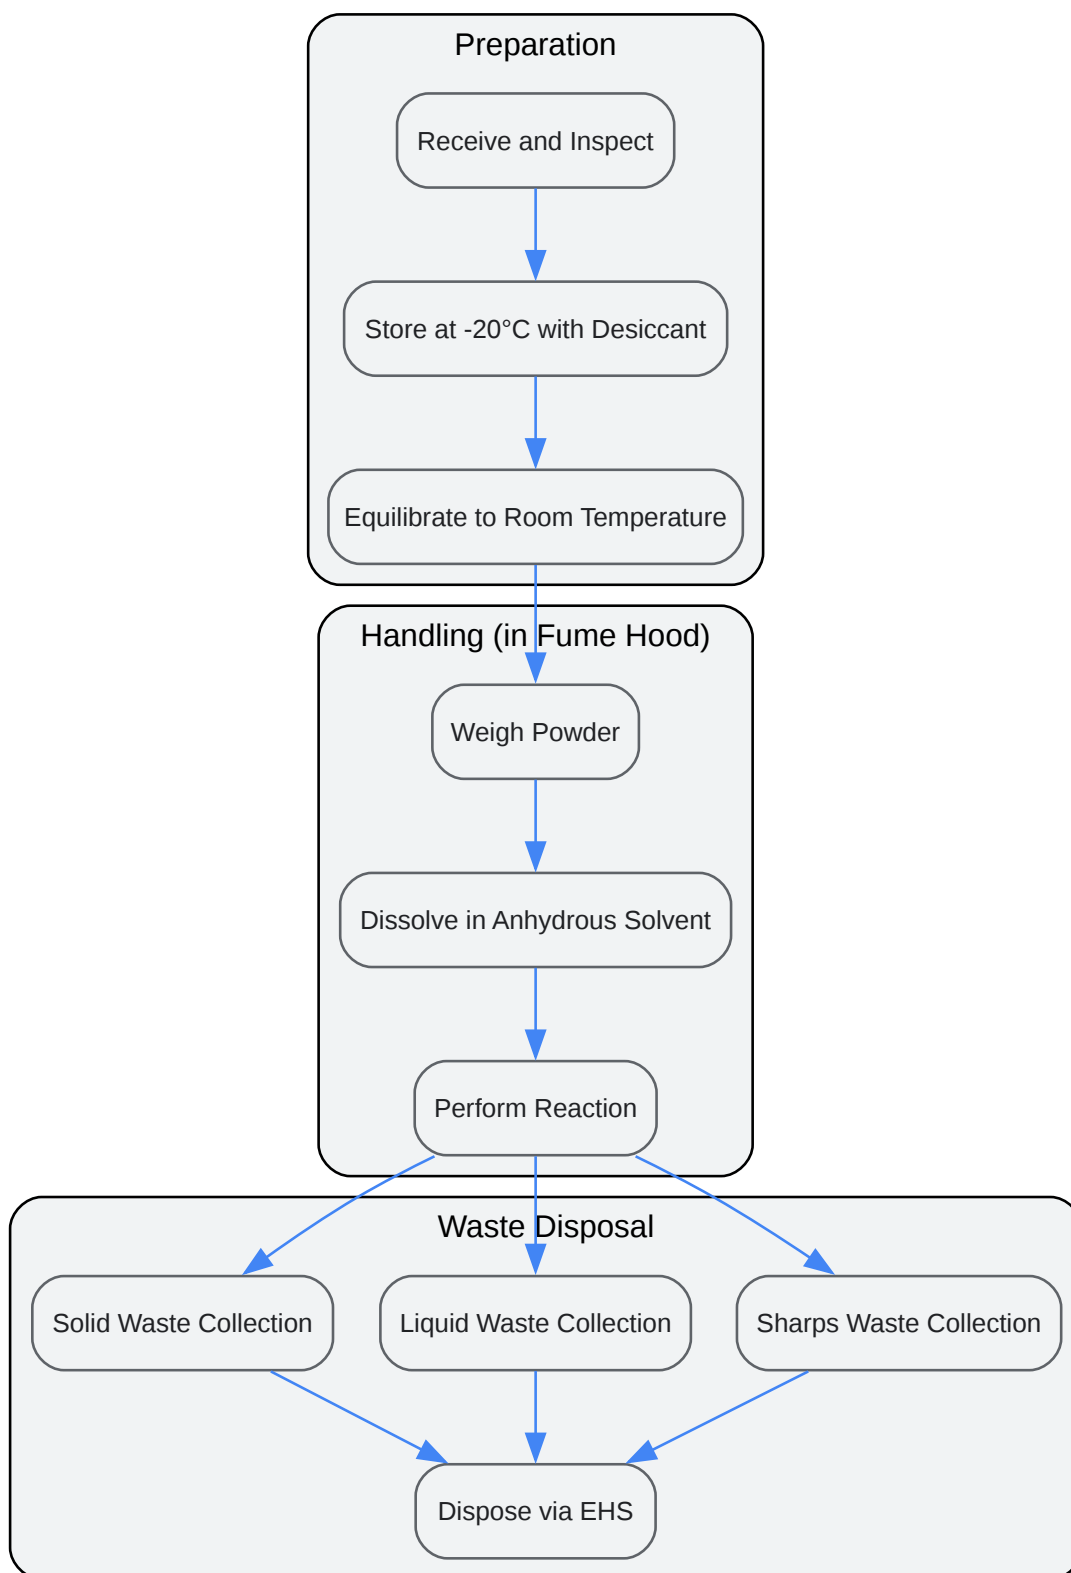 Preparation
Receive and Inspect
Store at -20°C with Desiccant
Equilibrate to Room Temperature
Handling (in Fume Hood)
Weigh Powder
Dissolve in Anhydrous Solvent
Perform Reaction
Waste Disposal
Solid Waste Collection
Liquid Waste Collection
Sharps Waste Collection
Dispose via EHS